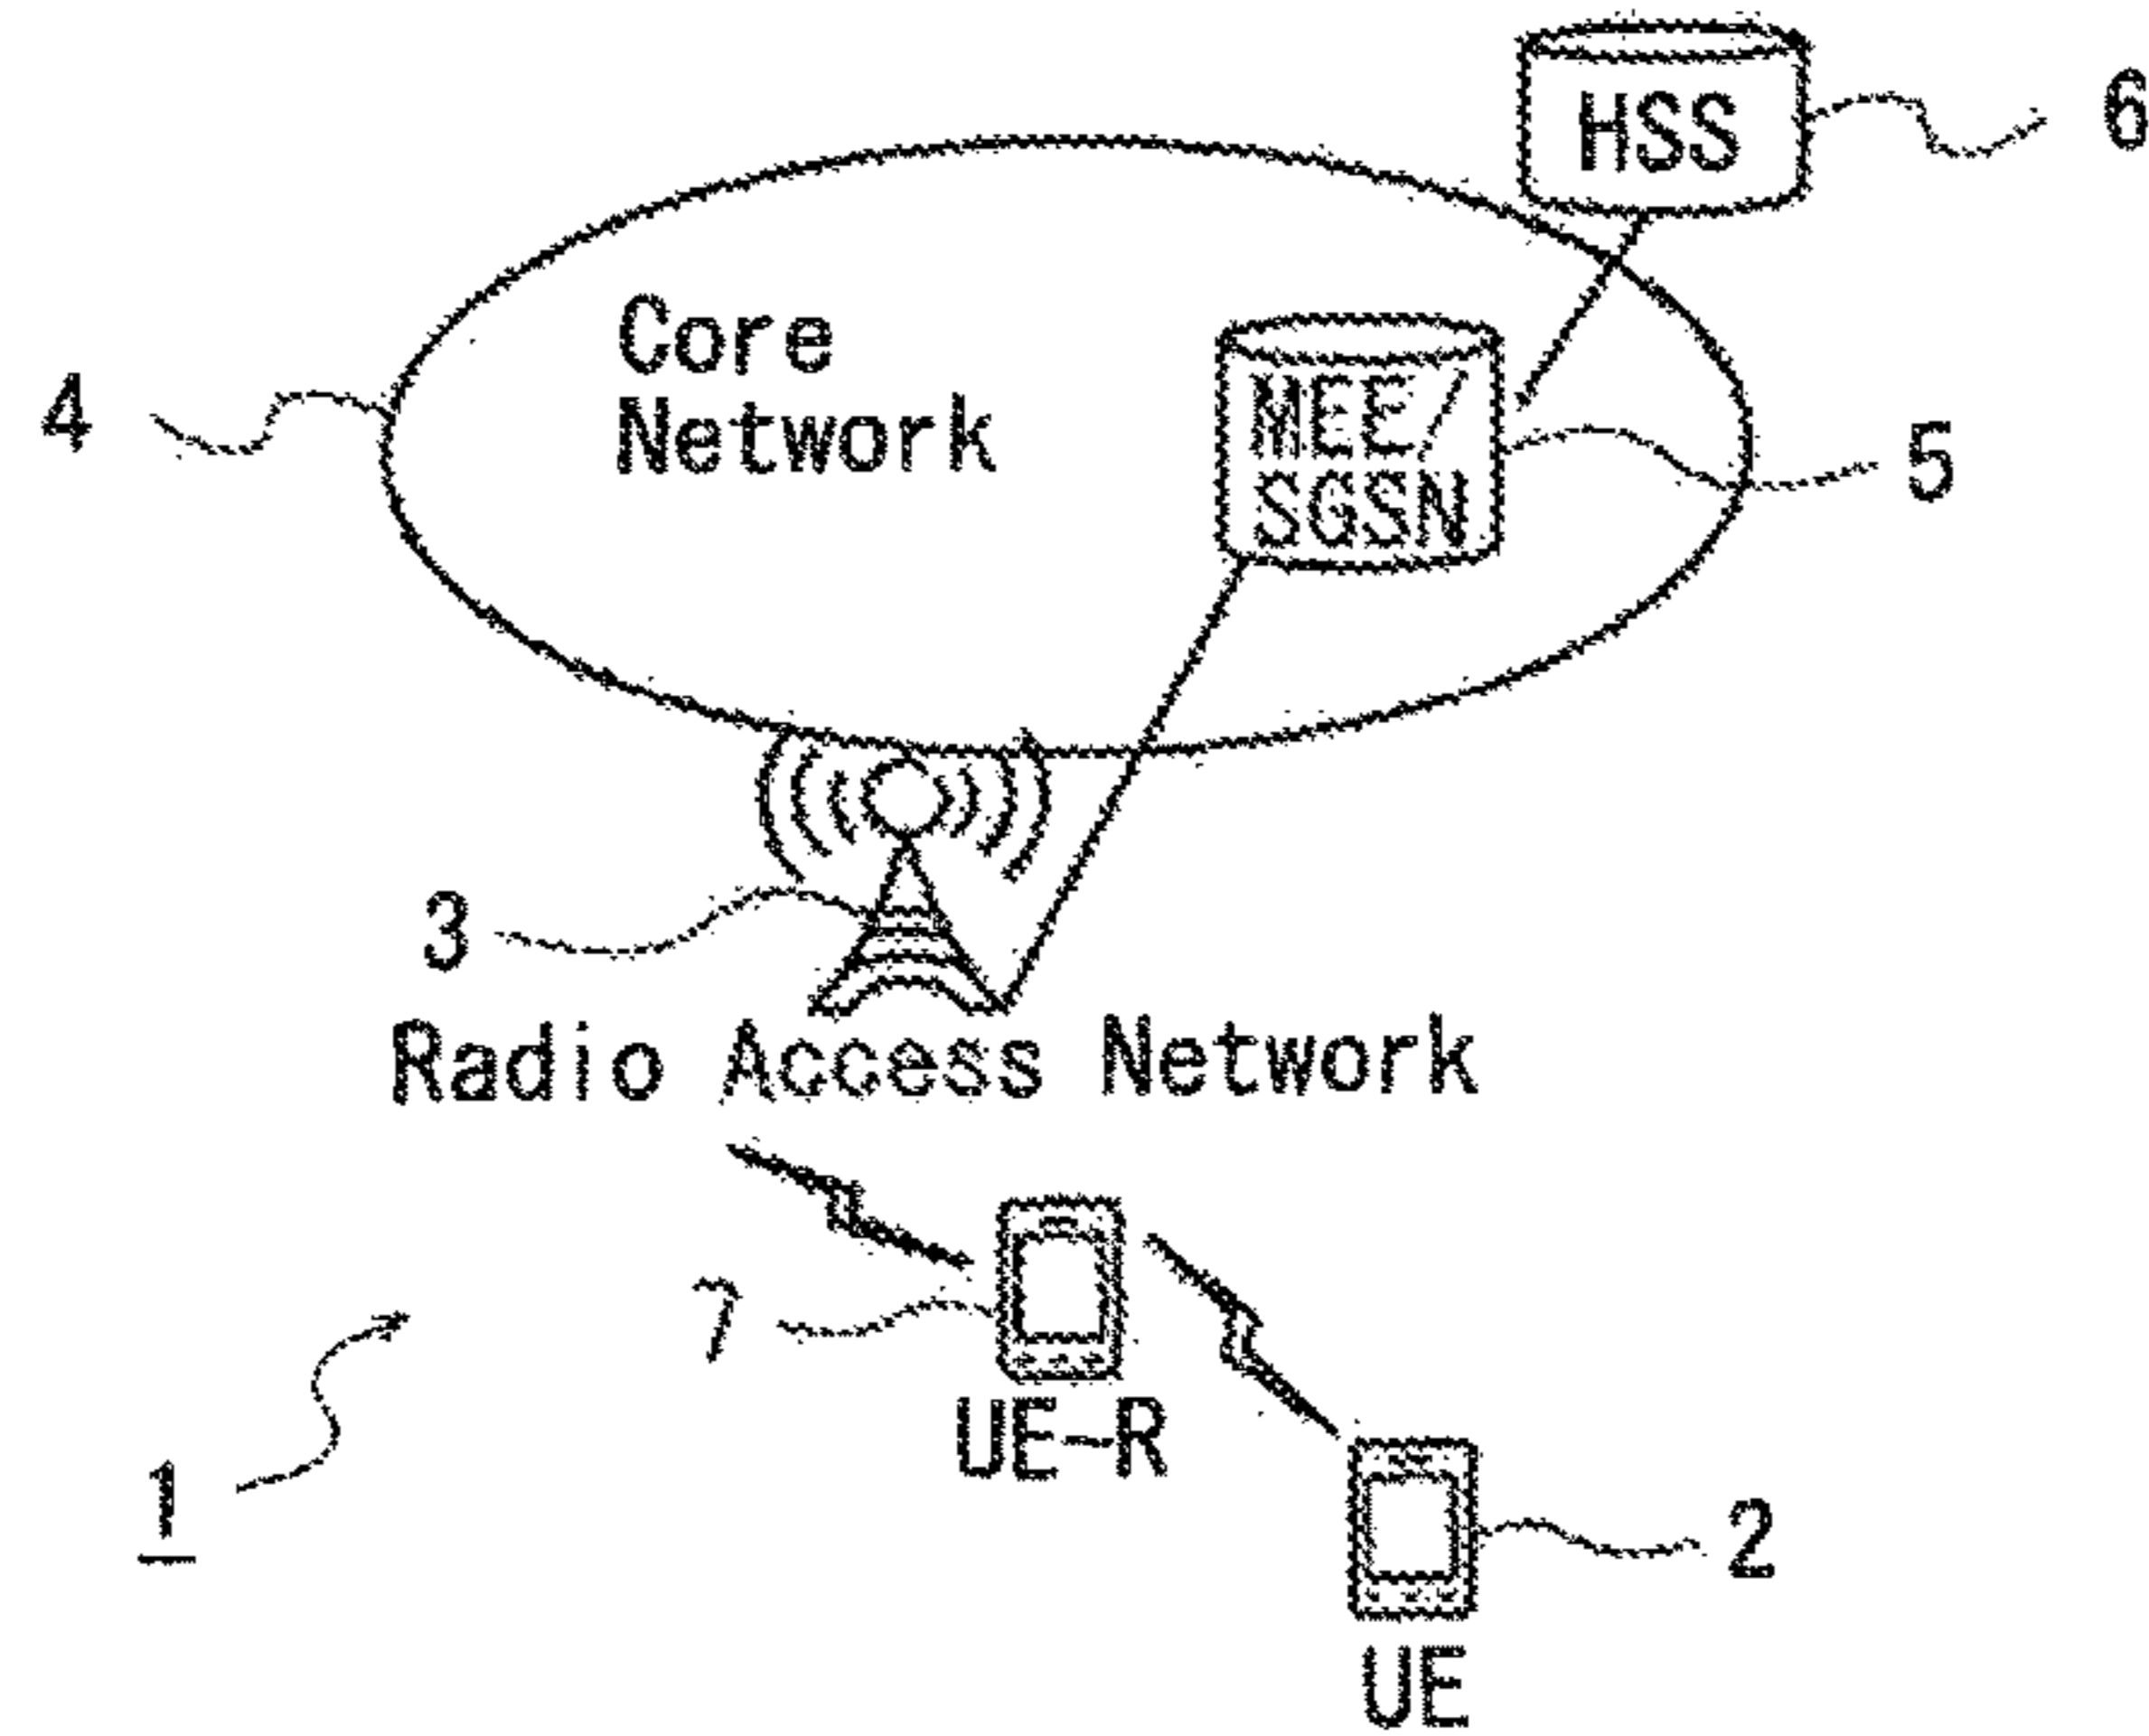 HSS
6
Core
Network
4
MEE/
SGSN
5
3
Radio Access Network
7
UE-R
1
2
UE